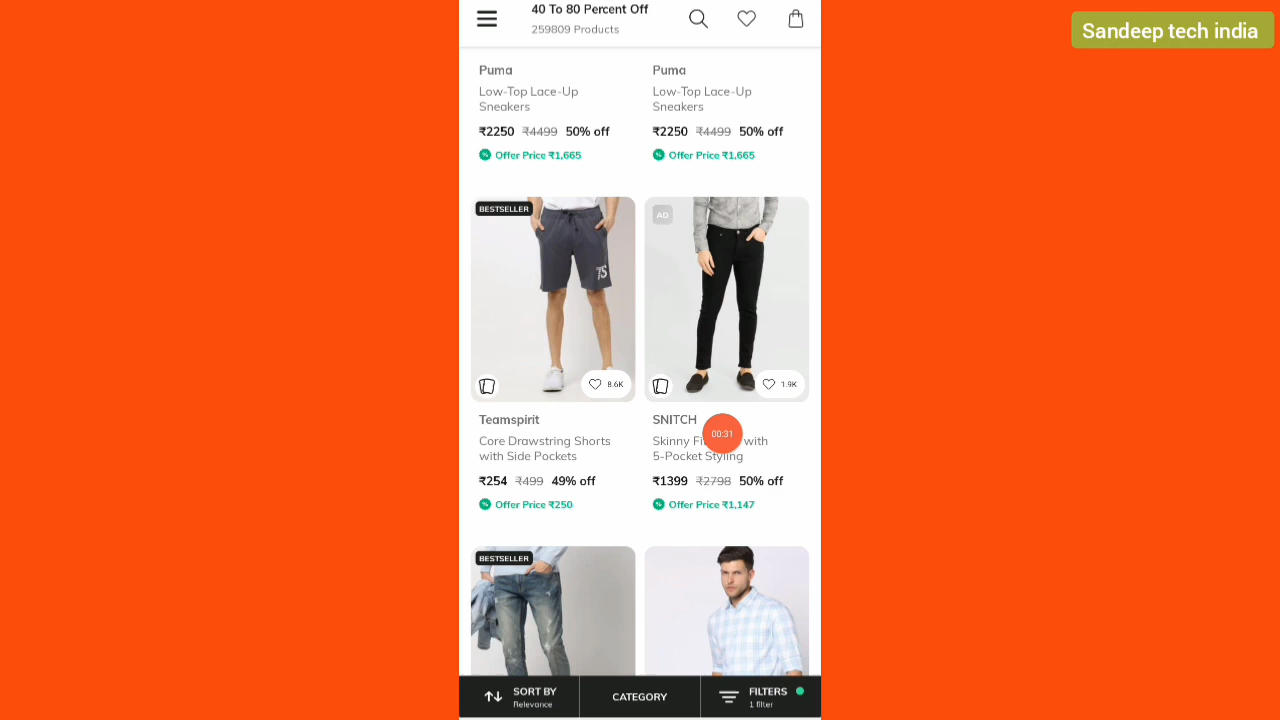 40 To 80 Percent Off
259809 Products
Sandeep tech india
Puma
Low-Top Lace-Up
Sneakers
₹2250 ₹4499 50% off
Offer Price ₹1,665
Puma
Low-Top Lace-Up
Sneakers
₹2250 ₹4499 50% off
Offer Price ₹1,665
BESTSELLER
TS
8.6K
Teamspirit
Core Drawstring Shorts
with Side Pockets
₹254 ₹499 49% off
Offer Price ₹250
AD
1.9K
SNITCH
00:31
Skinny with
5-Pocket Styling
₹1399 ₹2798 50% off
Offer Price ₹1,147
BESTSELLER
SORT BY
Relevance
CATEGORY
FILTERS
1 filter